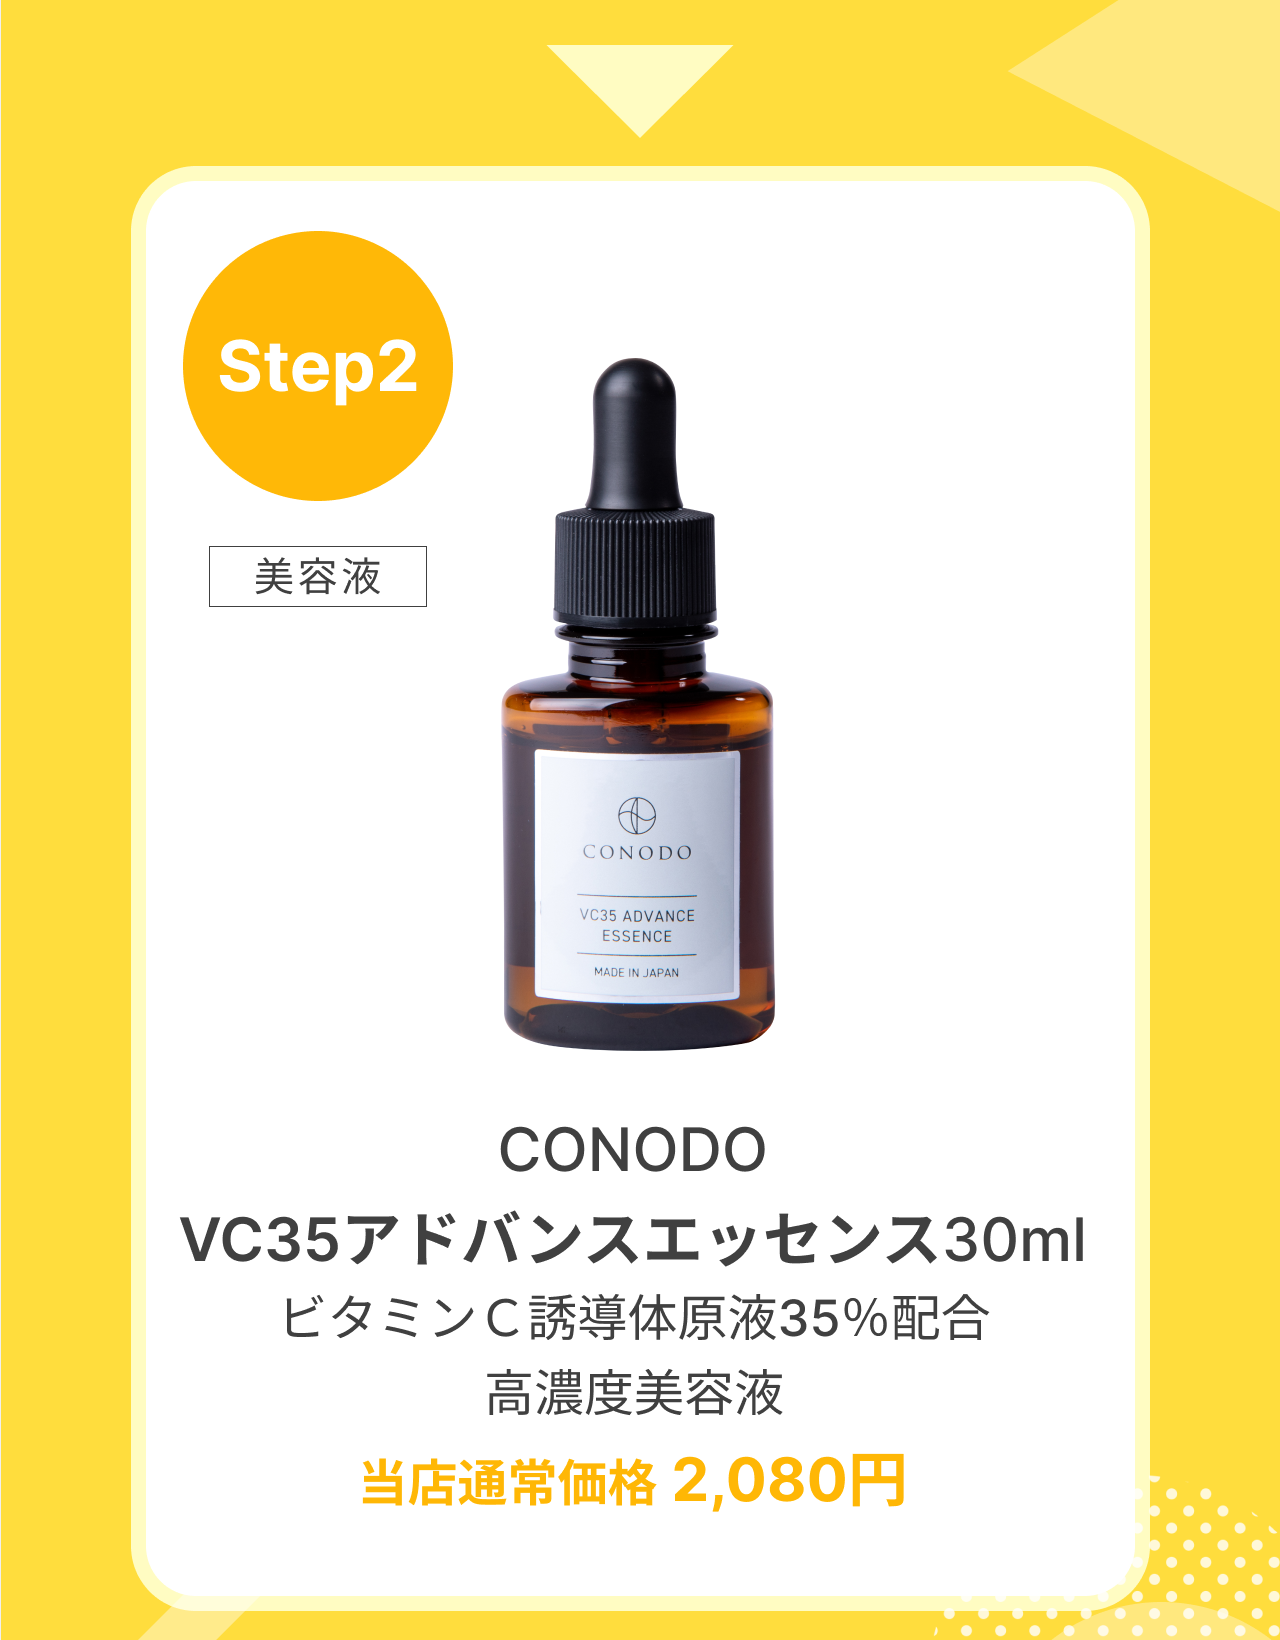 Step2
美容液
CONODO
VC35 ADVANCE
ESSENCE
MADE IN JAPAN
CONODO
VC35アドバンスエッセンス30ml
ビタミンＣ誘導体原液35％配合
高濃度美容液
当店通常価格 2,080円